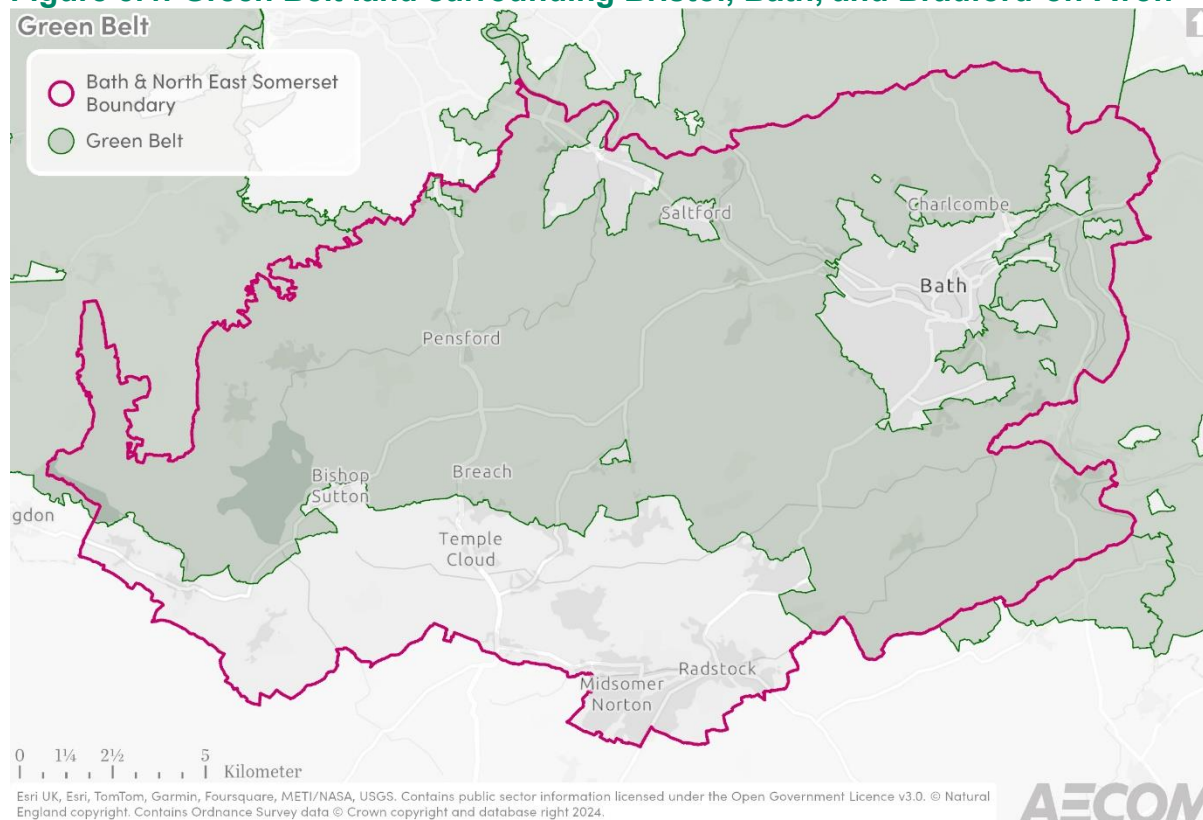 Green Belt
Bath & North East Somerset
Boundary
Green Belt
Charlcombe
Saltford
Bath
Pensford
Bishop
Sutton
Breach
gdon
Temple
Cloud
Radstock
Midsomer
Norton
0 1¼ 2½ 5 Kilometer
Esri UK, Esri, TomTom, Garmin, Foursquare, METI/NASA, USGS. Contains public sector information licensed under the Open Government Licence v3.0. © Natural
England copyright. Contains Ordnance Survey data © Crown copyright and database right 2024.
AECOM